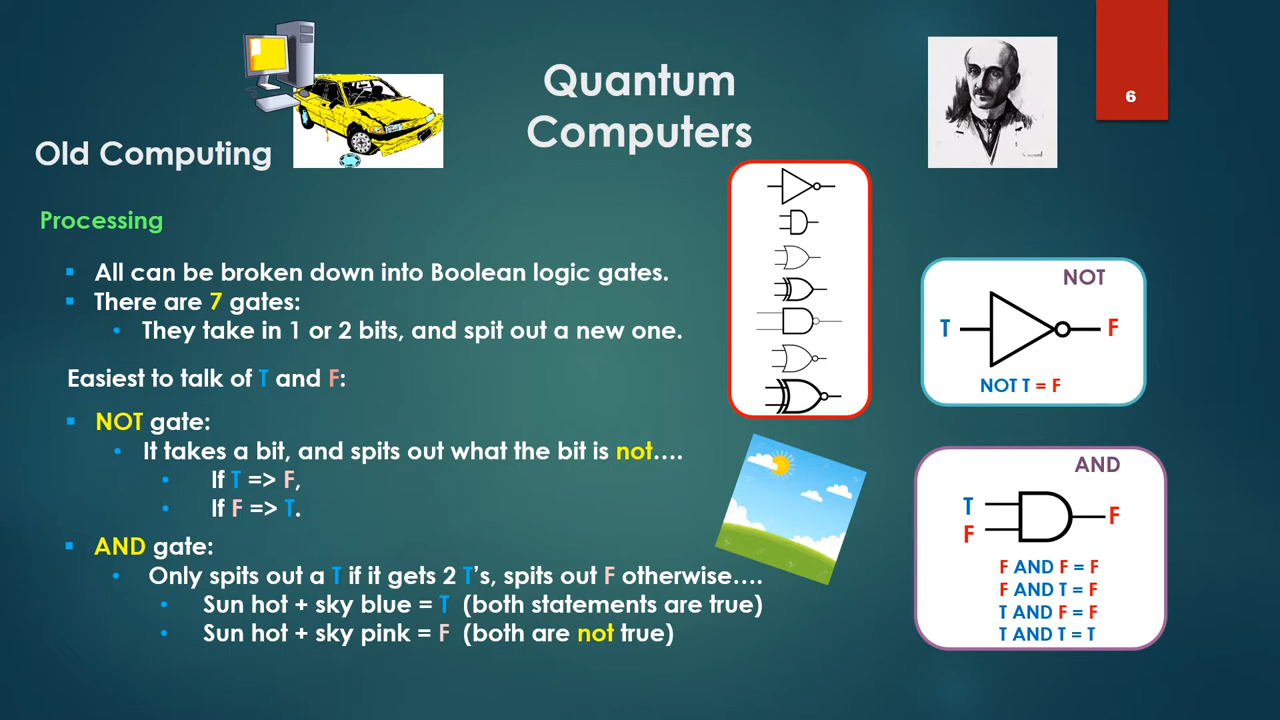 Quantum
Computers
6
Old Computing
Processing
All can be broken down into Boolean logic gates.
There are 7 gates:
They take in 1 or 2 bits, and spit out a new one.
Easiest to talk of T and F:
NOT gate:
It takes a bit, and spits out what the bit is not....
If T => F,
If F => T.
AND gate:
Only spits out a T if it gets 2 T's, spits out F otherwise....
Sun hot + sky blue = T (both statements are true)
Sun hot + sky pink = F (both are not true)
NOT
T F
NOT T = F
AND
T
F
F
F AND F = F
F AND T = F
T AND F = F
T AND T = T